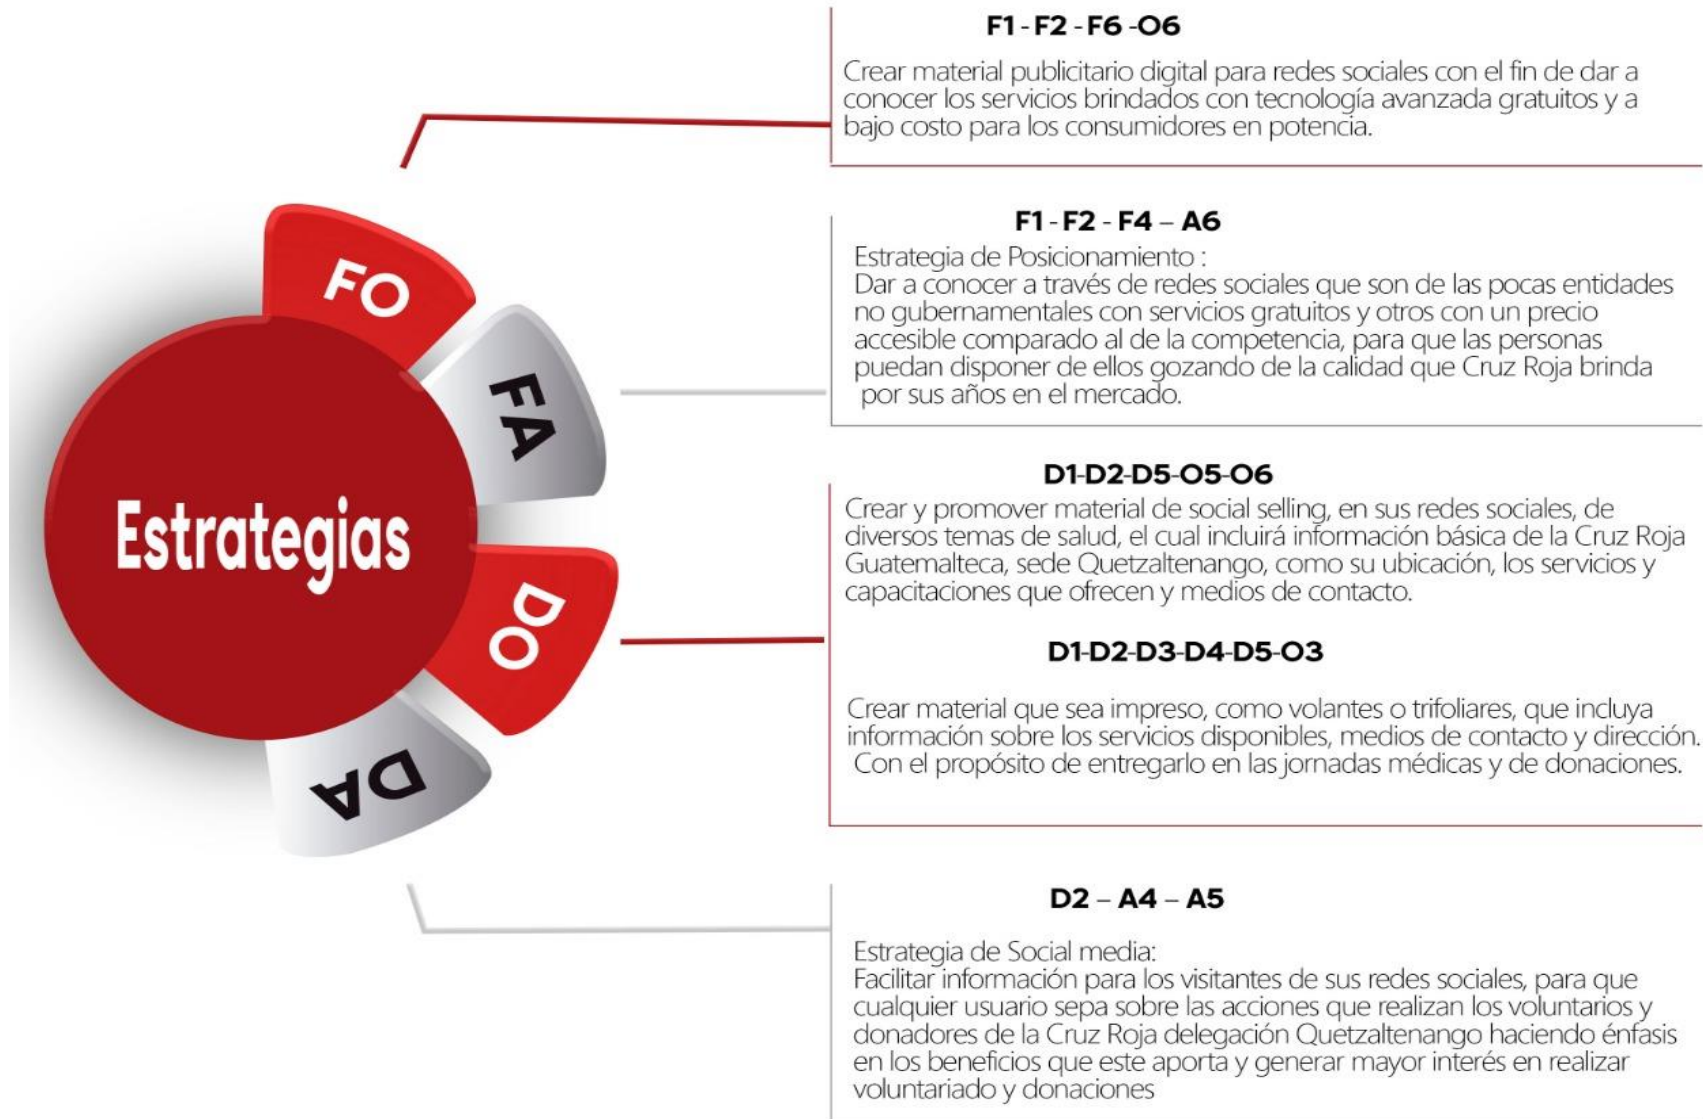 F1 - F2 - F6 -O6
Crear material publicitario digital para redes sociales con el fin de dar a
conocer los servicios brindados con tecnología avanzada gratuitos y a
bajo costo para los consumidores en potencia.
FO
F1 - F2 - F4 – A6
Estrategia de Posicionamiento :
Dar a conocer a través de redes sociales que son de las pocas entidades
no gubernamentales con servicios gratuitos y otros con un precio
accesible comparado al de la competencia, para que las personas
puedan disponer de ellos gozando de la calidad que Cruz Roja brinda
por sus años en el mercado.
FA
Estrategias
D1-D2-D5-O5-O6
Crear y promover material de social selling, en sus redes sociales, de
diversos temas de salud, el cual incluirá información básica de la Cruz Roja
Guatemalteca, sede Quetzaltenango, como su ubicación, los servicios y
capacitaciones que ofrecen y medios de contacto.
DO
D1-D2-D3-D4-D5-O3
Crear material que sea impreso, como volantes o trifoliares, que incluya
información sobre los servicios disponibles, medios de contacto y dirección.
Con el propósito de entregarlo en las jornadas médicas y de donaciones.
DA
D2 – A4 – A5
Estrategia de Social media:
Facilitar información para los visitantes de sus redes sociales, para que
cualquier usuario sepa sobre las acciones que realizan los voluntarios y
donadores de la Cruz Roja delegación Quetzaltenango haciendo énfasis
en los beneficios que este aporta y generar mayor interés en realizar
voluntariado y donaciones